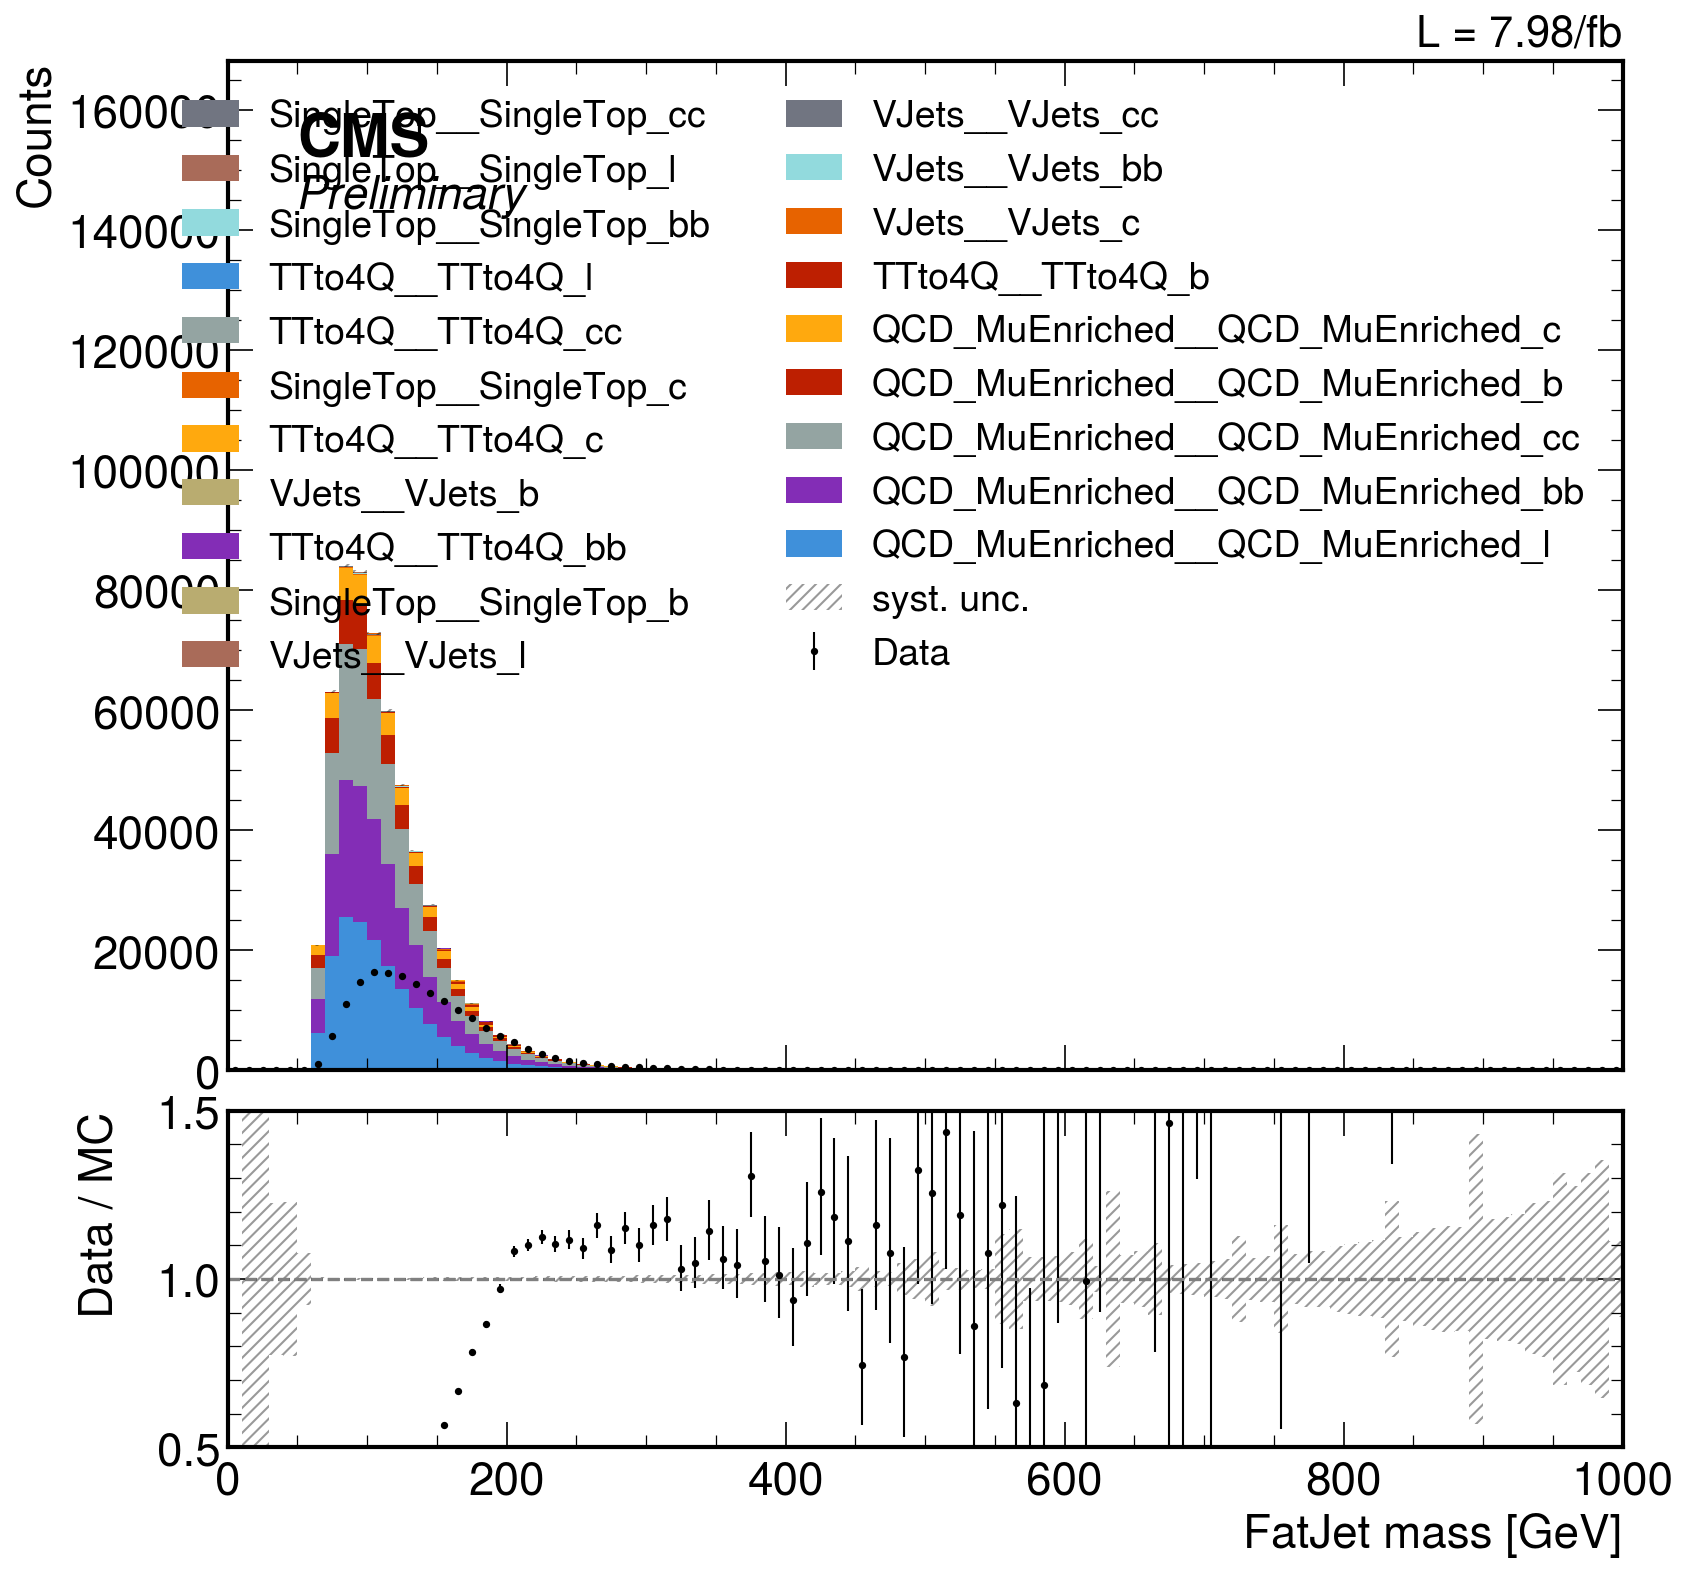 L = 7.98/fb
Counts
CMS
Preliminary
160000
140000
120000
100000
80000
60000
40000
20000
0
SingleTop__SingleTop_cc
SingleTop__SingleTop_l
SingleTop__SingleTop_bb
TTto4Q__TTto4Q_l
TTto4Q__TTto4Q_cc
SingleTop__SingleTop_c
TTto4Q__TTto4Q_c
VJets__VJets_b
TTto4Q__TTto4Q_bb
SingleTop__SingleTop_b
VJets__VJets_l
VJets__VJets_cc
VJets__VJets_bb
VJets__VJets_c
TTto4Q__TTto4Q_b
QCD_MuEnriched__QCD_MuEnriched_c
QCD_MuEnriched__QCD_MuEnriched_b
QCD_MuEnriched__QCD_MuEnriched_cc
QCD_MuEnriched__QCD_MuEnriched_bb
QCD_MuEnriched__QCD_MuEnriched_l
syst. unc.
Data
Data / MC
1.5
1.0
0.5
0 200 400 600 800 1000
FatJet mass [GeV]